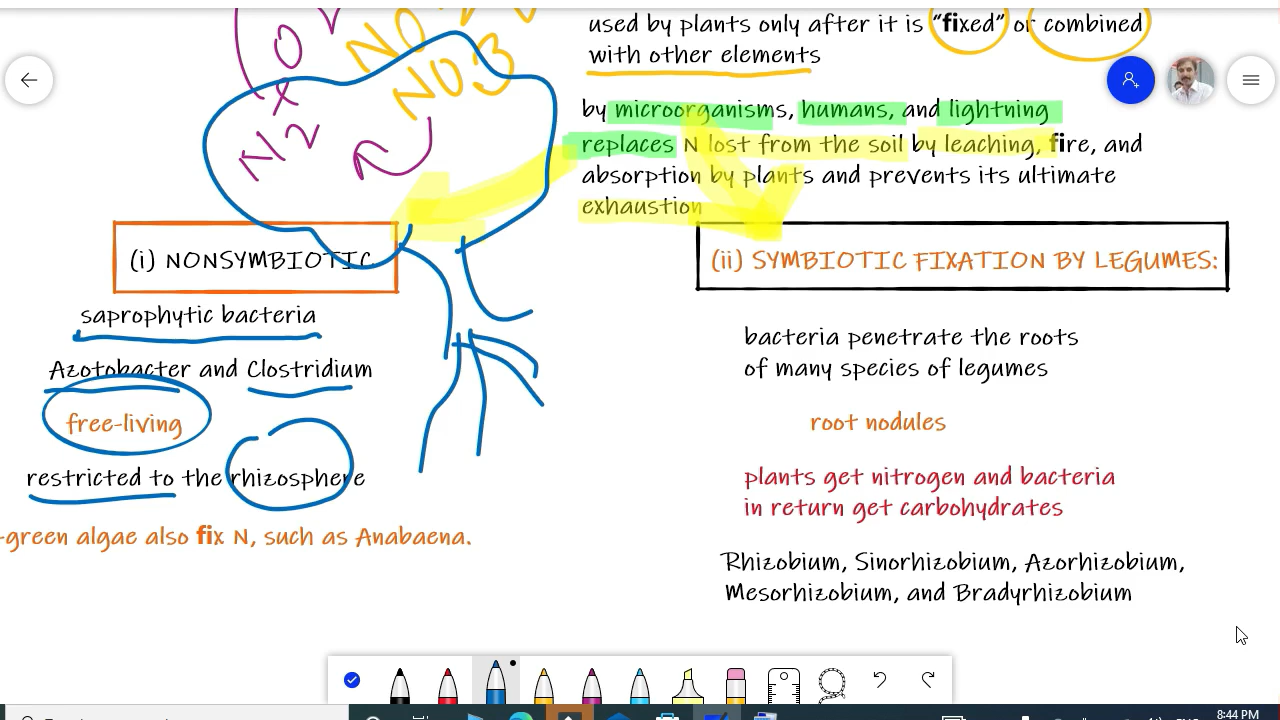 N2 + O2
NO2
NO3
used by plants only after it is “fixed” or combined
with other elements
by microorganisms, humans, and lightning
replaces N lost from the soil by leaching, fire, and
absorption by plants and prevents its ultimate
exhaustion
(i) NONSYMBIOTIC
saprophytic bacteria
Azotobacter and Clostridium
free-living
restricted to the rhizosphere
-green algae also fix N, such as Anabaena.
(ii) SYMBIOTIC FIXATION BY LEGUMES:
bacteria penetrate the roots
of many species of legumes
root nodules
plants get nitrogen and bacteria
in return get carbohydrates
Rhizobium, Sinorhizobium, Azorhizobium,
Mesorhizobium, and Bradyrhizobium
8:44 PM